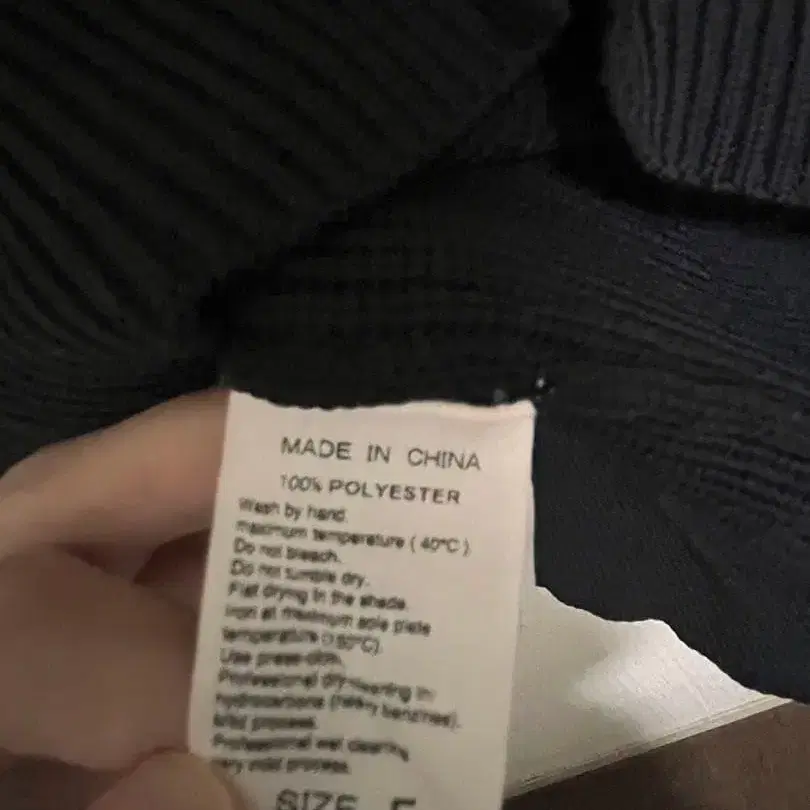 MADE IN CHINA
100% POLYESTER
Wash by hand.
maximum temperature ( 40°C ).
Do not bleach.
Do not tumble dry.
Flat drying in the shade.
Iron at maximum sole plate
temperature
Use press-cloth.
Professional dry-cleaning in:
hydrocarbons (heavy benzines).
Mild process.
Professional wet cleaning
very mild process.
SIZE F